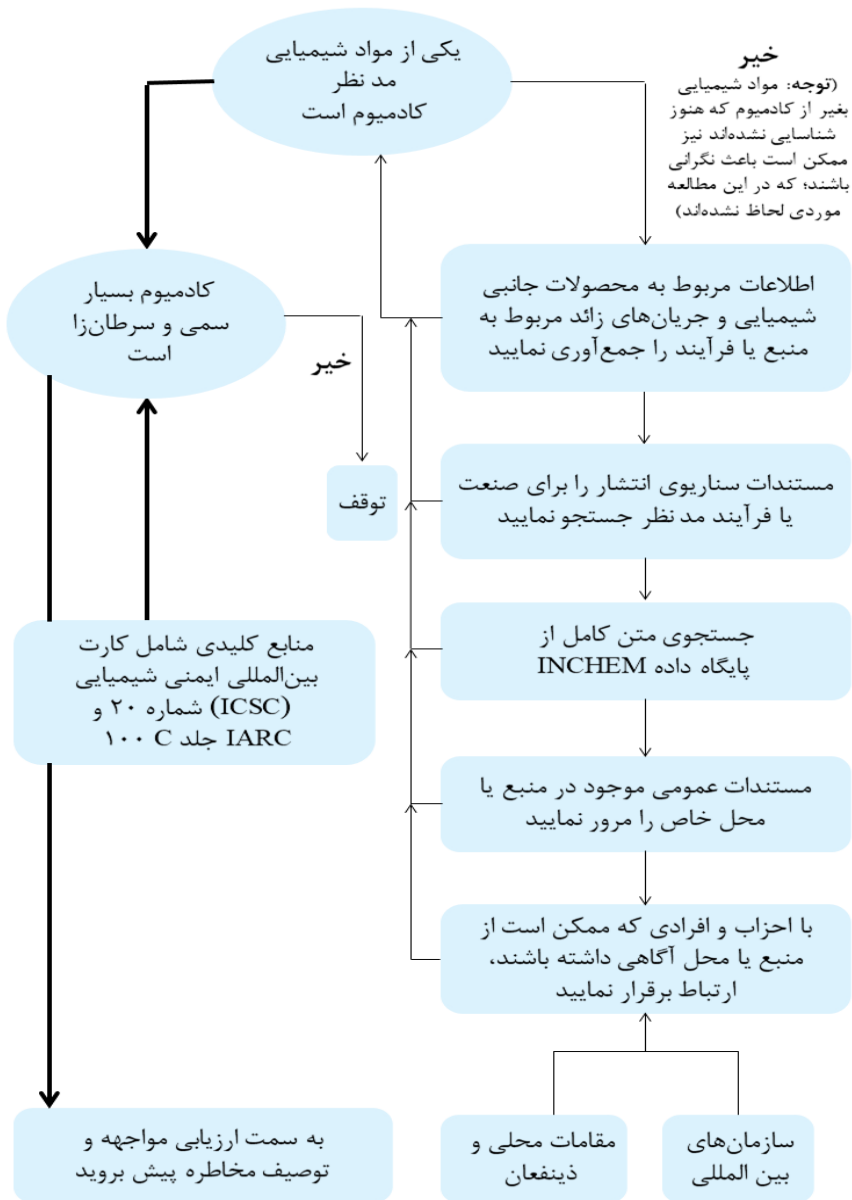 یکی از مواد شیمیایی
مد نظر
کادمیوم است
خیر
(توجه: مواد شیمیایی
بغیر از کادمیوم که هنوز
شناسایی نشده‌اند نیز
ممکن است باعث نگرانی
باشند؛ که در این مطالعه
موردی لحاظ نشده‌اند)
اطلاعات مربوط به محصولات جانبی
شیمیایی و جریان‌های زائد مربوط به
منبع یا فرآیند را جمع‌آوری نمایید
کادمیوم بسیار
سمی و سرطان‌زا
است
خیر
توقف
مستندات سناریوی انتشار را برای صنعت
یا فرآیند مد نظر جستجو نمایید
جستجوی متن کامل از
پایگاه داده INCHEM
منابع کلیدی شامل کارت
بین‌المللی ایمنی شیمیایی
(ICSC) شماره ۲۰ و
IARC جلد ۱۰۰ C
مستندات عمومی موجود در منبع یا
محل خاص را مرور نمایید
با احزاب و افرادی که ممکن است از
منبع یا محل آگاهی داشته باشند،
ارتباط برقرار نمایید
سازمان‌های
بین المللی
مقامات محلی و
ذینفعان
به سمت ارزیابی مواجهه و
توصیف مخاطره پیش بروید